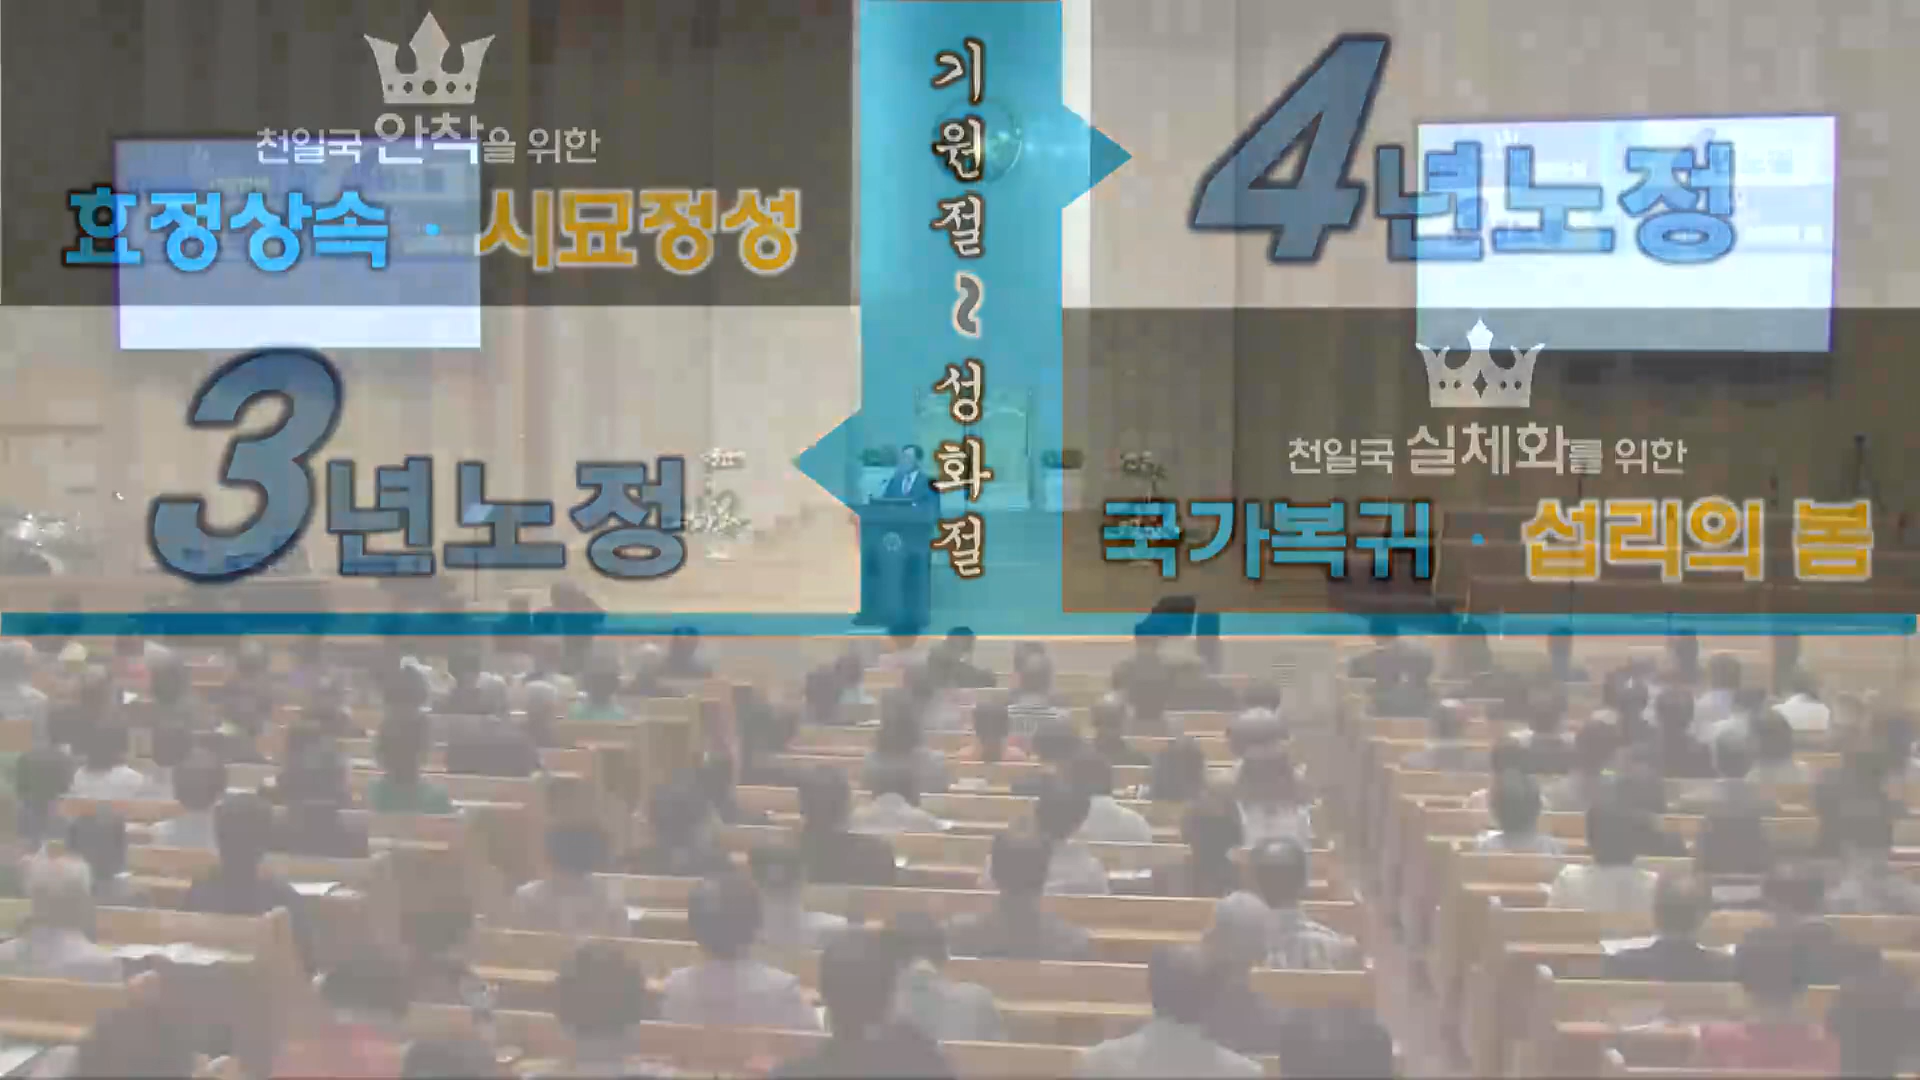 천일국 안착을 위한
효정상속 · 시묘정성
3년노정
기원절~성화절
4년노정
천일국 실체화를 위한
국가복귀 · 섭리의 봄